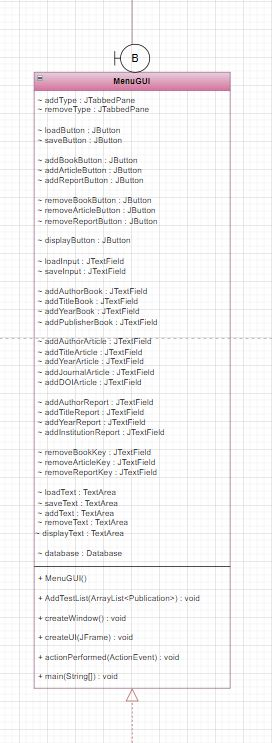 B
MenuGUI
~ addType : JTabbedPane
~ removeType : JTabbedPane
~ loadButton : JButton
~ saveButton : JButton
~ addBookButton : JButton
~ addArticleButton : JButton
~ addReportButton : JButton
~ removeBookButton : JButton
~ removeArticleButton : JButton
~ removeReportButton : JButton
~ displayButton : JButton
~ loadInput : JTextField
~ saveInput : JTextField
~ addAuthorBook : JTextField
~ addTitleBook : JTextField
~ addYearBook : JTextField
~ addPublisherBook : JTextField
~ addAuthorArticle : JTextField
~ addTitleArticle : JTextField
~ addYearArticle : JTextField
~ addJournalArticle : JTextField
~ addDOIArticle : JTextField
~ addAuthorReport : JTextField
~ addTitleReport : JTextField
~ addYearReport : JTextField
~ addInstitutionReport : JTextField
~ removeBookKey : JTextField
~ removeArticleKey : JTextField
~ removeReportKey : JTextField
~ loadText : TextArea
~ saveText : TextArea
~ addText : TextArea
~ removeText : TextArea
~ displayText : TextArea
~ database : Database
+ MenuGUI()
+ AddTestList(ArrayList<Publication>) : void
+ createWindow() : void
+ createUI(JFrame) : void
+ actionPerformed(ActionEvent) : void
+ main(String[]) : void